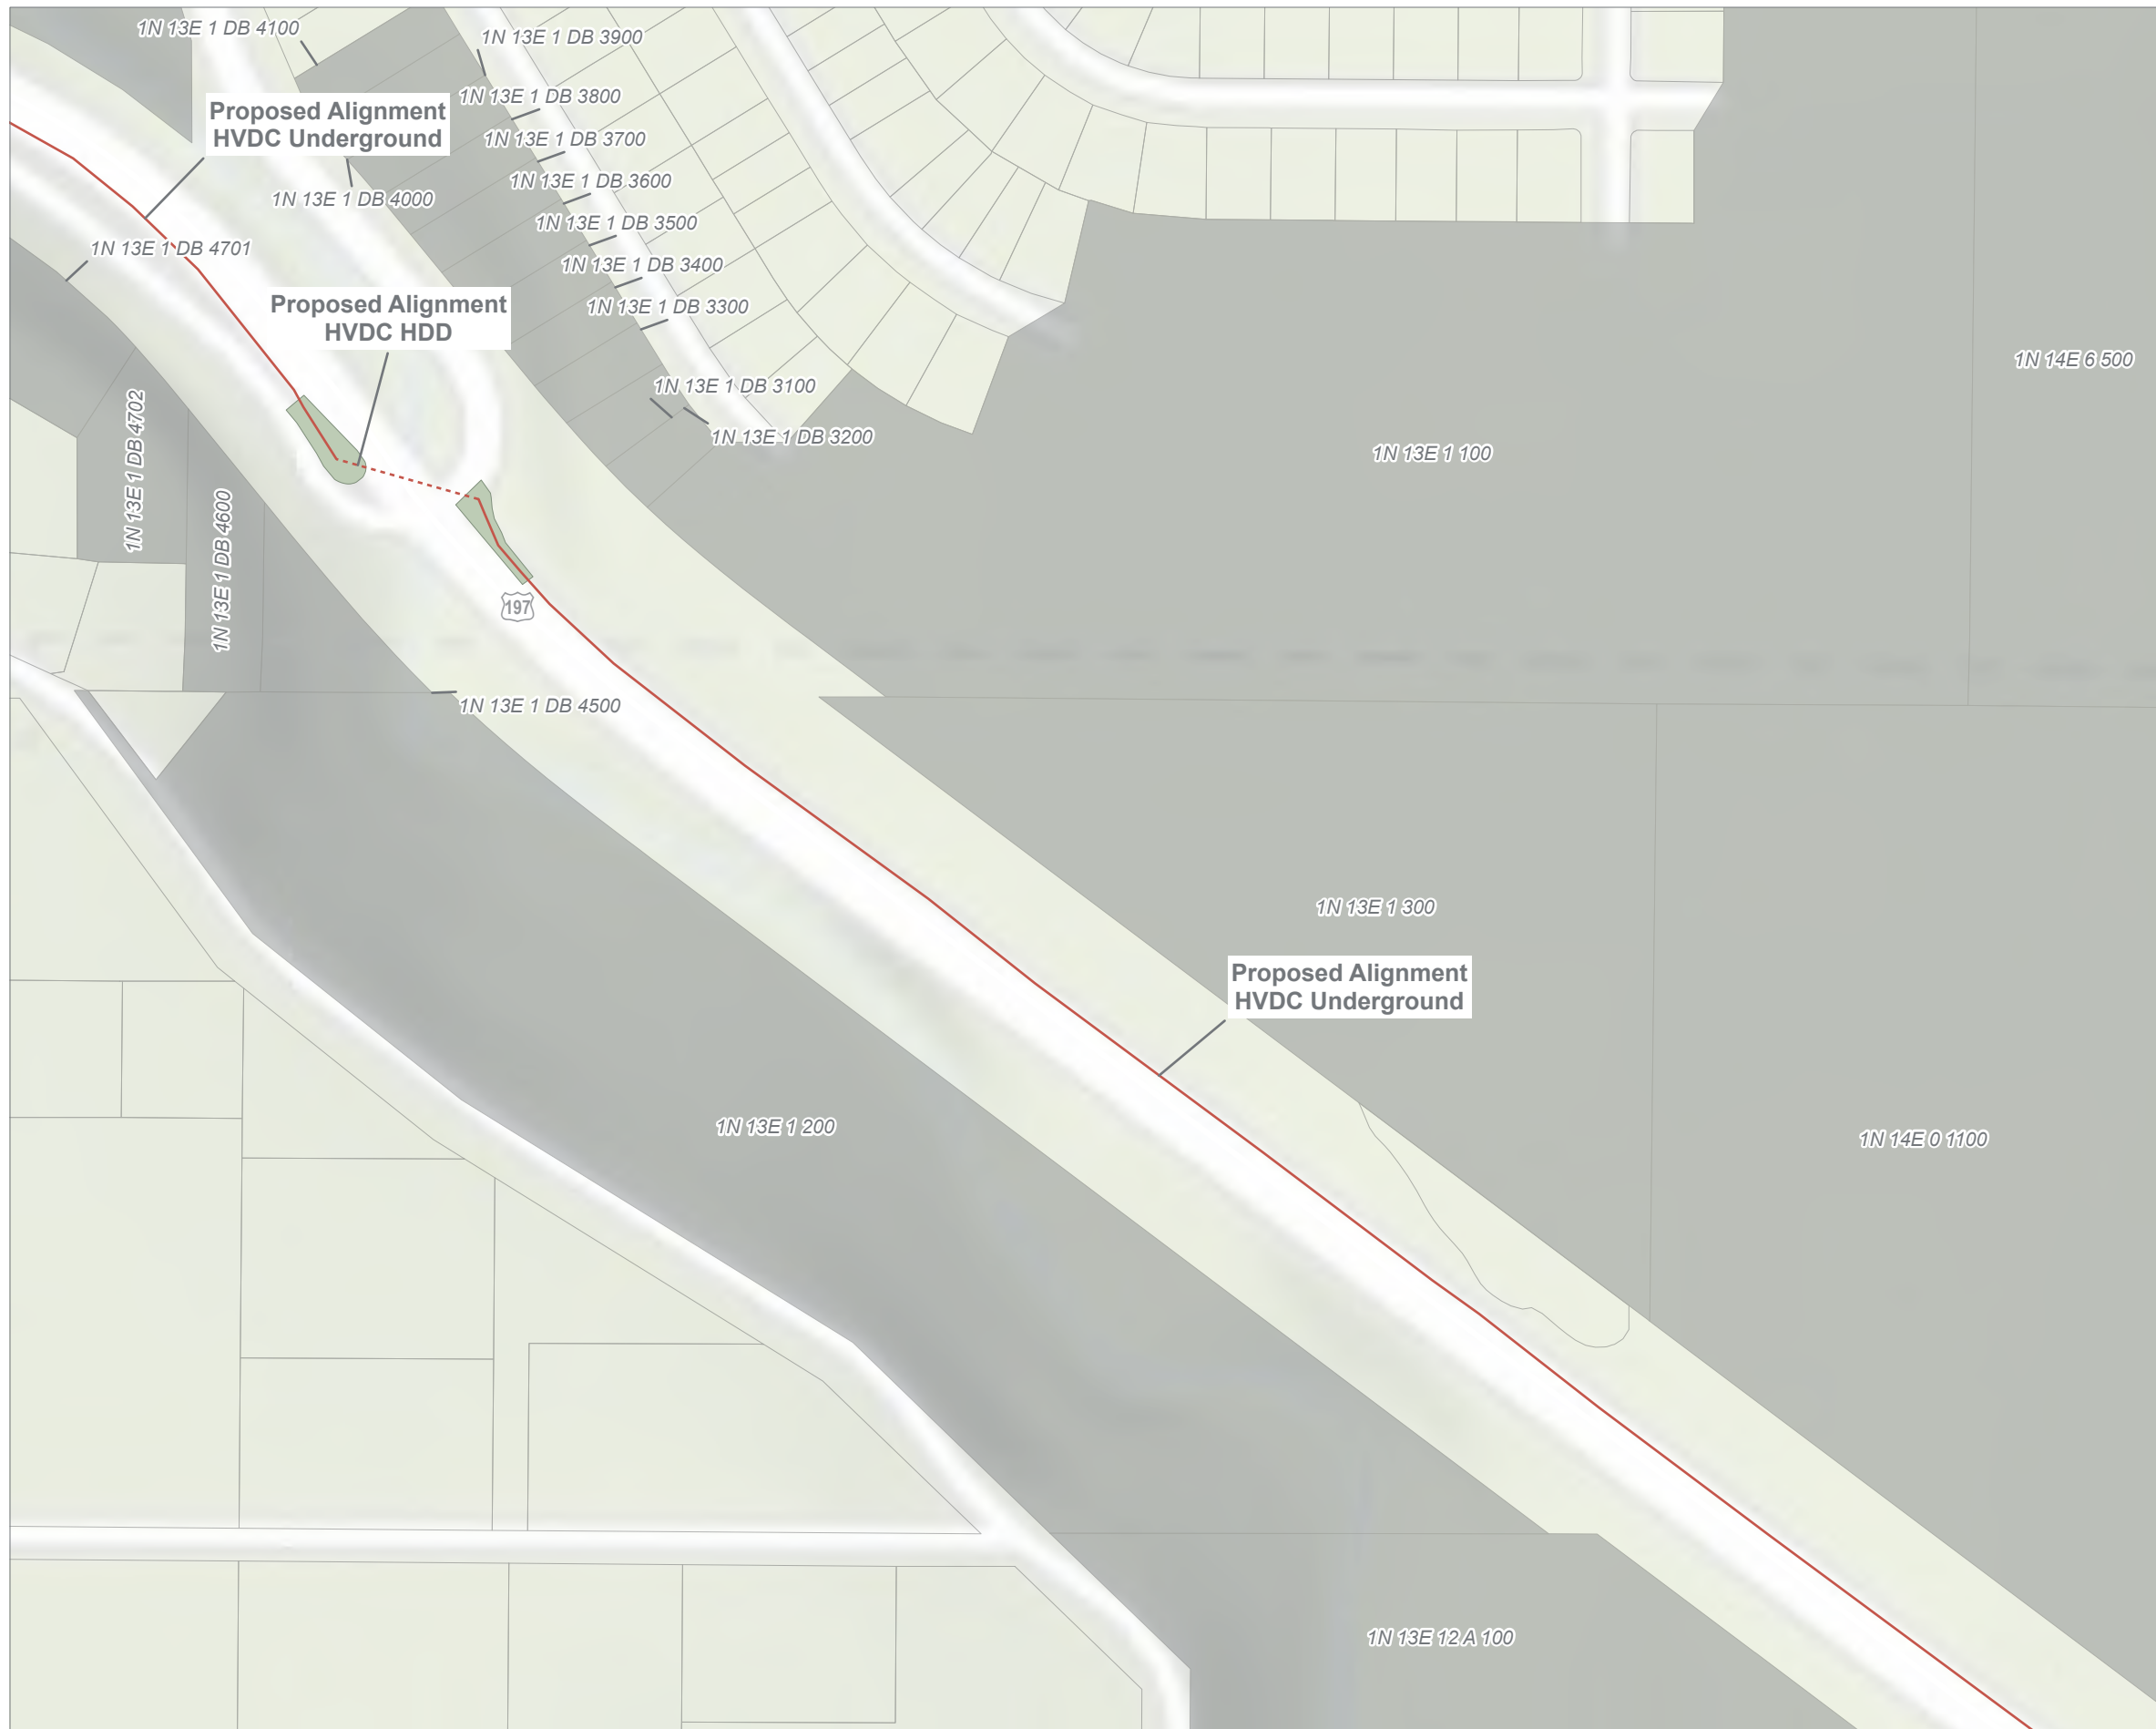 1N 13E 1 DB 4100
1N 13E 1 DB 3900
1N 13E 1 DB 3800
Proposed Alignment
HVDC Underground
1N 13E 1 DB 3700
1N 13E 1 DB 3600
1N 13E 1 DB 4000
1N 13E 1 DB 3500
1N 13E 1 DB 4701
1N 13E 1 DB 3400
Proposed Alignment
HVDC HDD
1N 13E 1 DB 3300
1N 14E 6 500
1N 13E 1 DB 3100
1N 13E 1 DB 3200
1N 13E 1 100
1N 13E 1 DB 4702
1N 13E 1 DB 4600
197
1N 13E 1 DB 4500
1N 13E 1 300
Proposed Alignment
HVDC Underground
1N 13E 1 200
1N 14E 0 1100
1N 13E 12 A 100